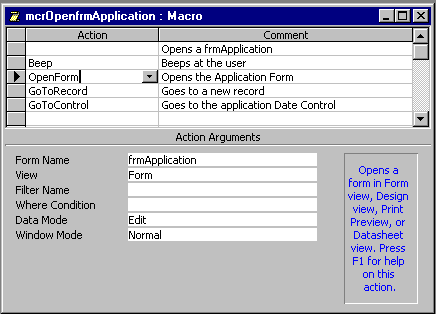 mcrOpenfrmApplication : Macro
Action Comment
Opens a frmApplication
Beep Beeps at the user
OpenForm Opens the Application Form
GoToRecord Goes to a new record
GoToControl Goes to the application Date Control
Action Arguments
Form Name frmApplication
View Form
Filter Name
Where Condition
Data Mode Edit
Window Mode Normal
Opens a
form in Form
view, Design
view, Print
Preview, or
Datasheet
view. Press
F1 for help
on this
action.